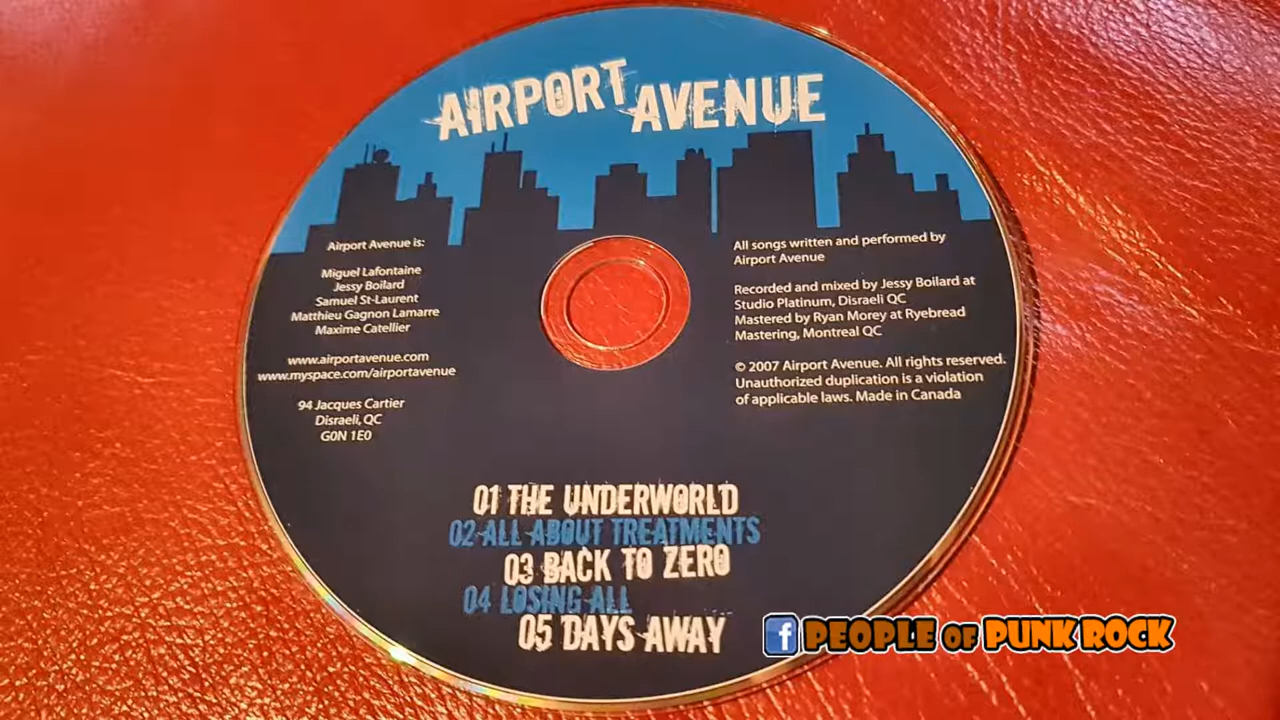 AIRPORT AVENUE
Airport Avenue is:
Miguel Lafontaine
Jessy Boilard
Samuel St-Laurent
Matthieu Gagnon Lamarre
Maxime Catellier
www.airportavenue.com
www.myspace.com/airportavenue
94 Jacques Cartier
Disraeli, QC
G0N 1E0
All songs written and performed by
Airport Avenue
Recorded and mixed by Jessy Boilard at
Studio Platinum, Disraeli QC
Mastered by Ryan Morey at Ryebread
Mastering, Montreal QC
© 2007 Airport Avenue. All rights reserved.
Unauthorized duplication is a violation
of applicable laws. Made in Canada
01 THE UNDERWORLD
02 ALL ABOUT TREATMENTS
03 BACK TO ZERO
04 LOSING ALL
05 DAYS AWAY
f PEOPLE OF PUNK ROCK